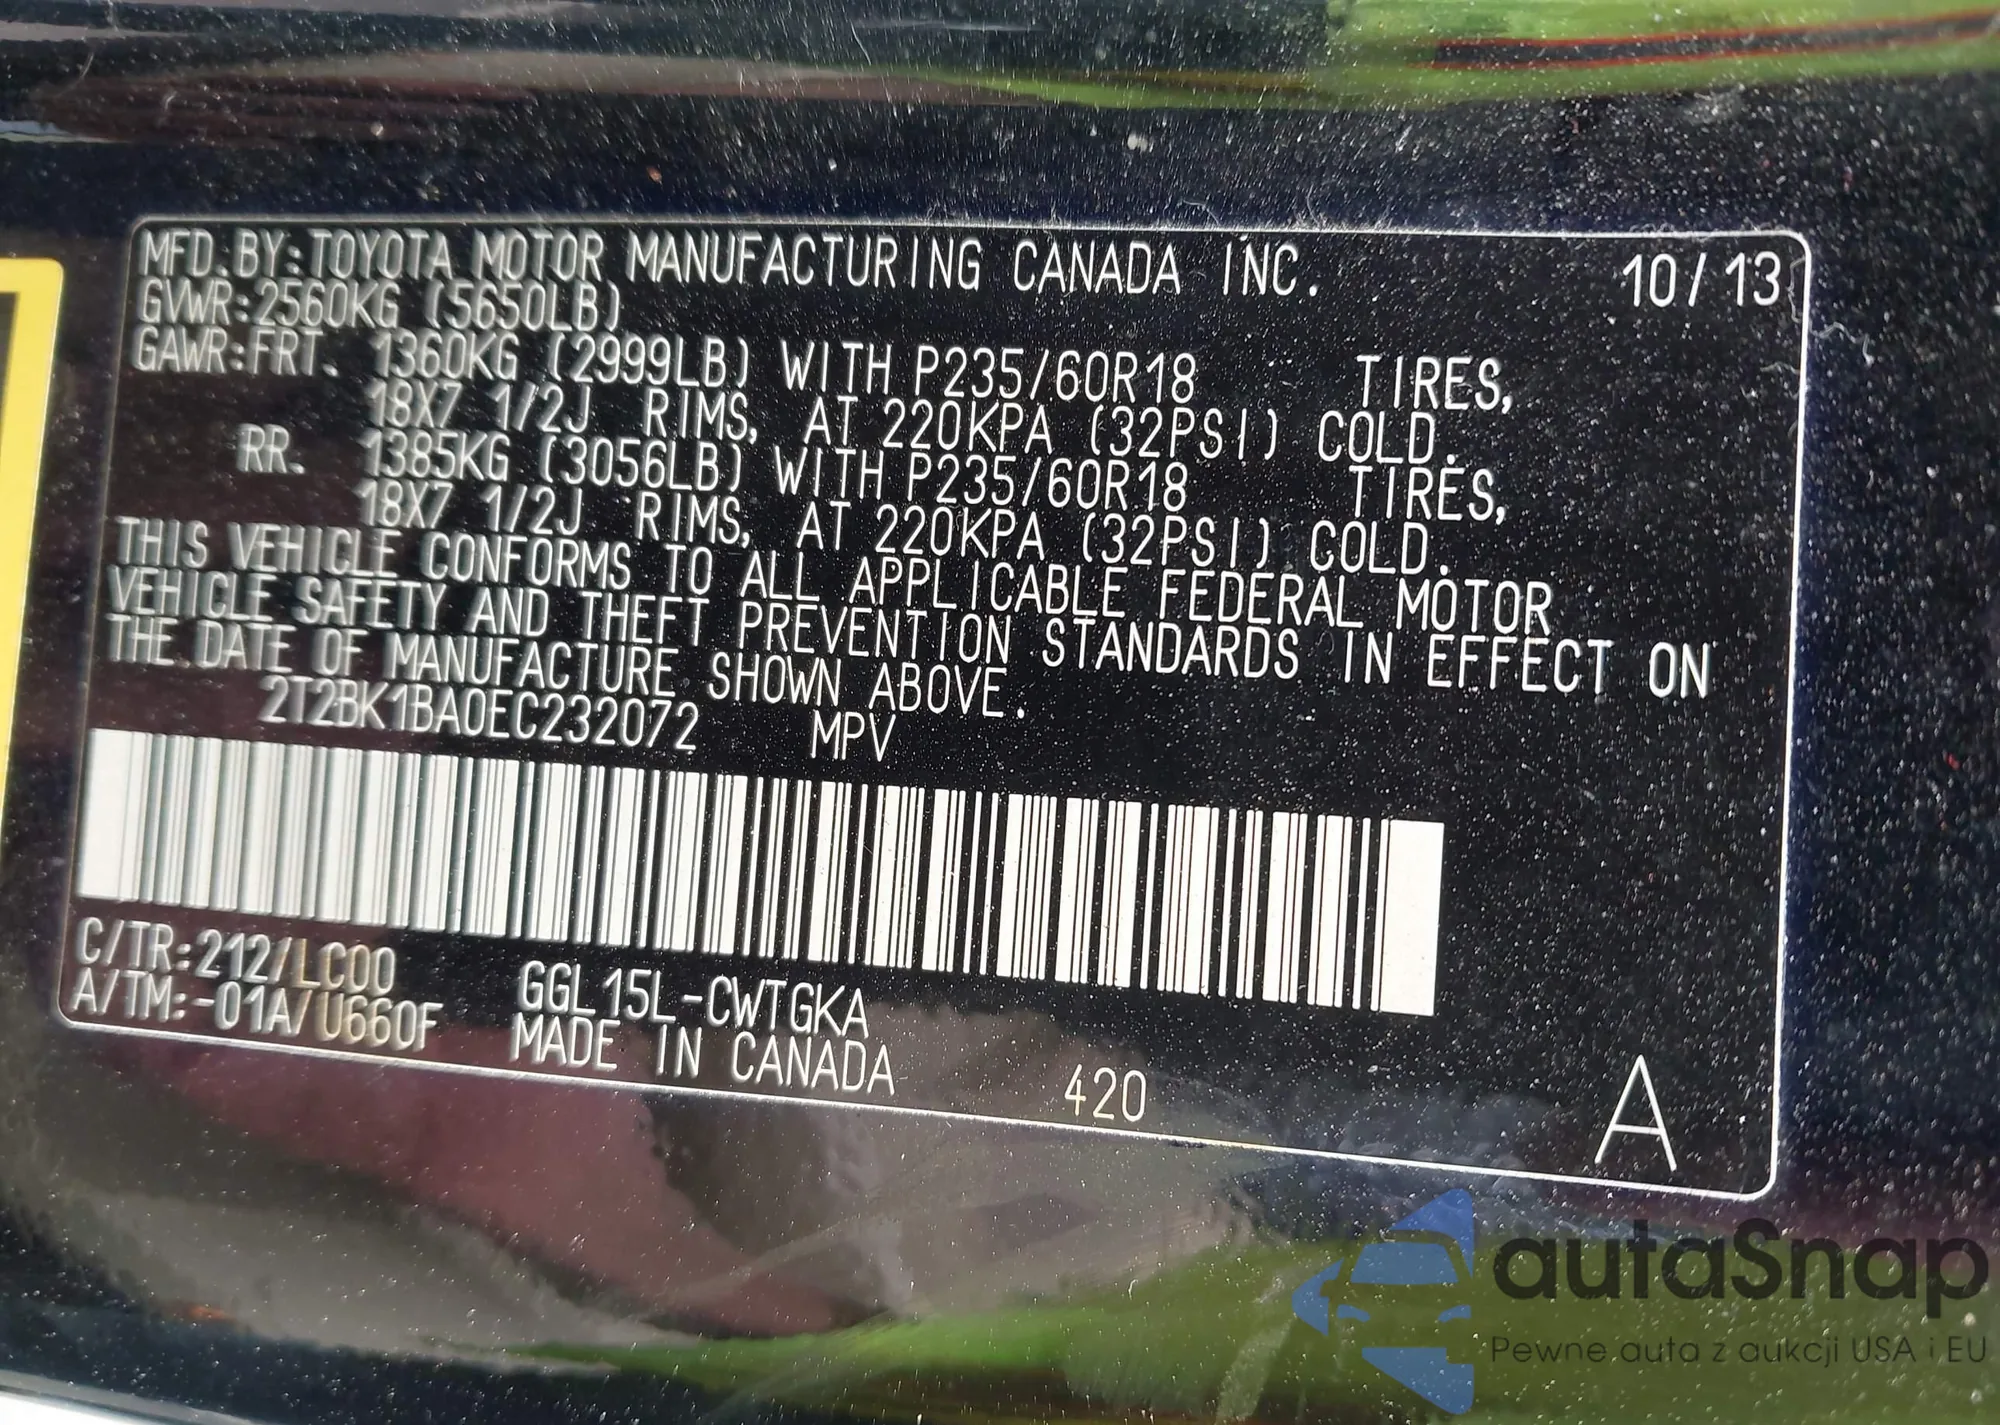 MFD.BY:TOYOTA MOTOR MANUFACTURING CANADA INC. 10/13
GVWR:2560KG (5650LB)
GAWR:FRT. 1360KG (2999LB) WITH P235/60R18 TIRES,
18X7 1/2J RIMS, AT 220KPA (32PSI) COLD.
RR. 1385KG (3056LB) WITH P235/60R18 TIRES,
18X7 1/2J RIMS, AT 220KPA (32PSI) COLD.
THIS VEHICLE CONFORMS TO ALL APPLICABLE FEDERAL MOTOR
VEHICLE SAFETY AND THEFT PREVENTION STANDARDS IN EFFECT ON
THE DATE OF MANUFACTURE SHOWN ABOVE.
2T2BK1BA0EC232072 MPV
C/TR:212/LC00 GGL15L-CWTGKA
A/TM:-01A/U660F MADE IN CANADA 420 A
autaSnap
Pewne auta z aukcji USA i EU